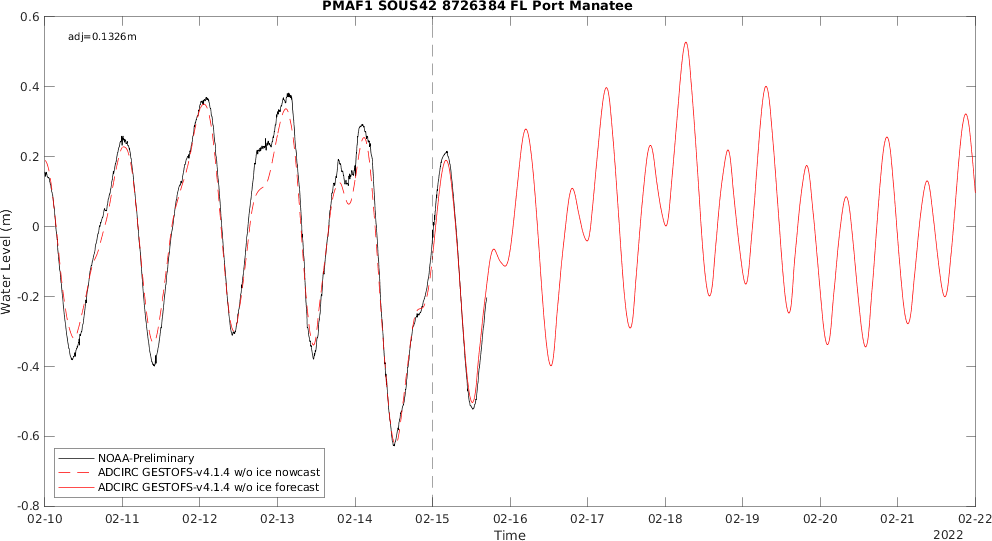 PMAF1 SOUS42 8726384 FL Port Manatee
adj=0.1326m
Water Level (m)
0.6
0.4
0.2
0
-0.2
-0.4
-0.6
-0.8
NOAA-Preliminary
ADCIRC GESTOFS-v4.1.4 w/o ice nowcast
ADCIRC GESTOFS-v4.1.4 w/o ice forecast
02-10 02-11 02-12 02-13 02-14 02-15 02-16 02-17 02-18 02-19 02-20 02-21 02-22
Time
2022